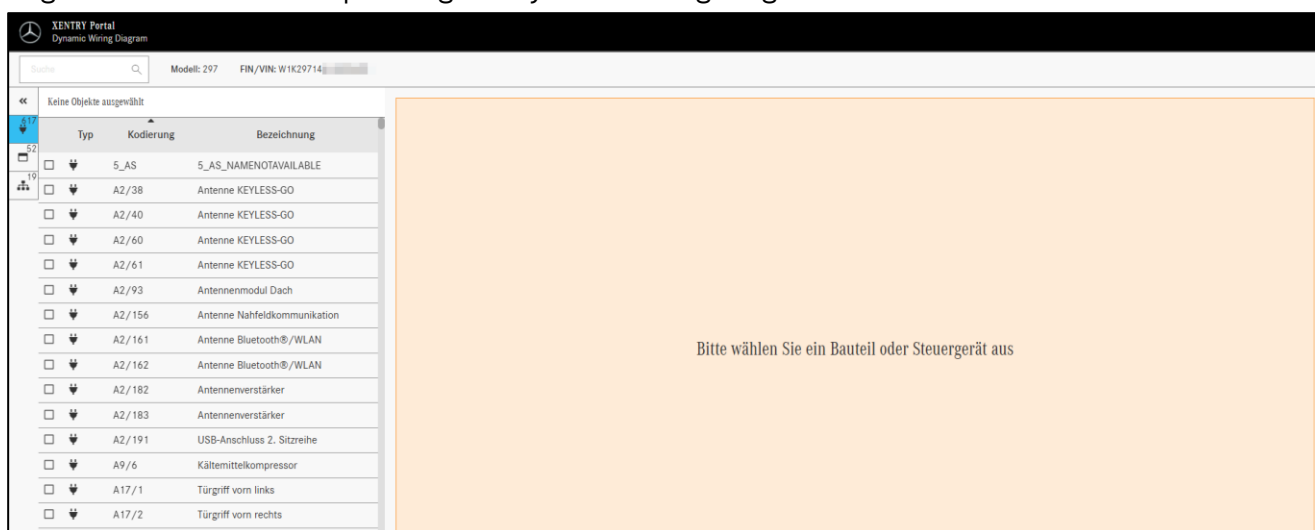 XENTRY Portal
Dynamic Wiring Diagram
Suche
Modell: 297 FIN/VIN: W1K29714
Keine Objekte ausgewählt
617
52
19
Typ Kodierung Bezeichnung
5_AS 5_AS_NAMENOTAVAILABLE
A2/38 Antenne KEYLESS-GO
A2/40 Antenne KEYLESS-GO
A2/60 Antenne KEYLESS-GO
A2/61 Antenne KEYLESS-GO
A2/93 Antennenmodul Dach
A2/156 Antenne Nahfeldkommunikation
A2/161 Antenne Bluetooth®/WLAN
A2/162 Antenne Bluetooth®/WLAN
A2/182 Antennenverstärker
A2/183 Antennenverstärker
A2/191 USB-Anschluss 2. Sitzreihe
A9/6 Kältemittelkompressor
A17/1 Türgriff vorn links
A17/2 Türgriff vorn rechts
Bitte wählen Sie ein Bauteil oder Steuergerät aus